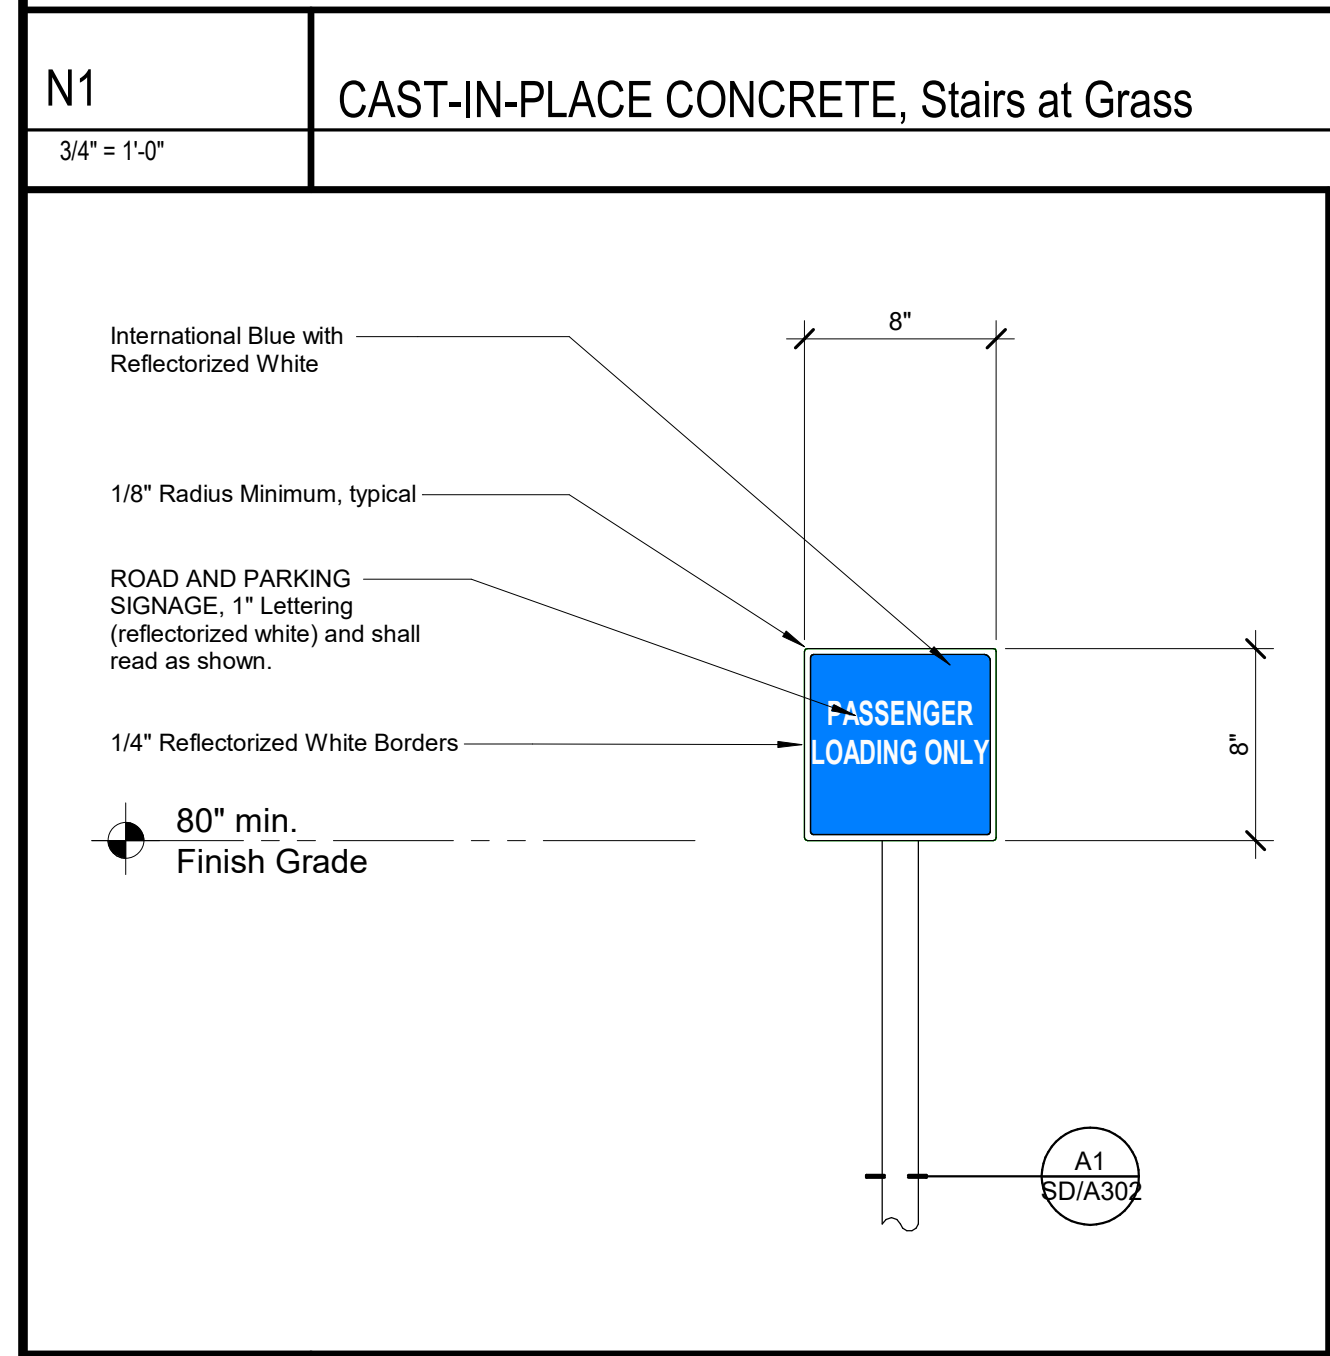 N1
CAST-IN-PLACE CONCRETE, Stairs at Grass
3/4" = 1'-0"
International Blue with
Reflectorized White
8"
1/8" Radius Minimum, typical
ROAD AND PARKING
SIGNAGE, 1" Lettering
(reflectorized white) and shall
read as shown.
PASSENGER
LOADING ONLY
1/4" Reflectorized White Borders
8"
80" min.
Finish Grade
A1
SD/A302